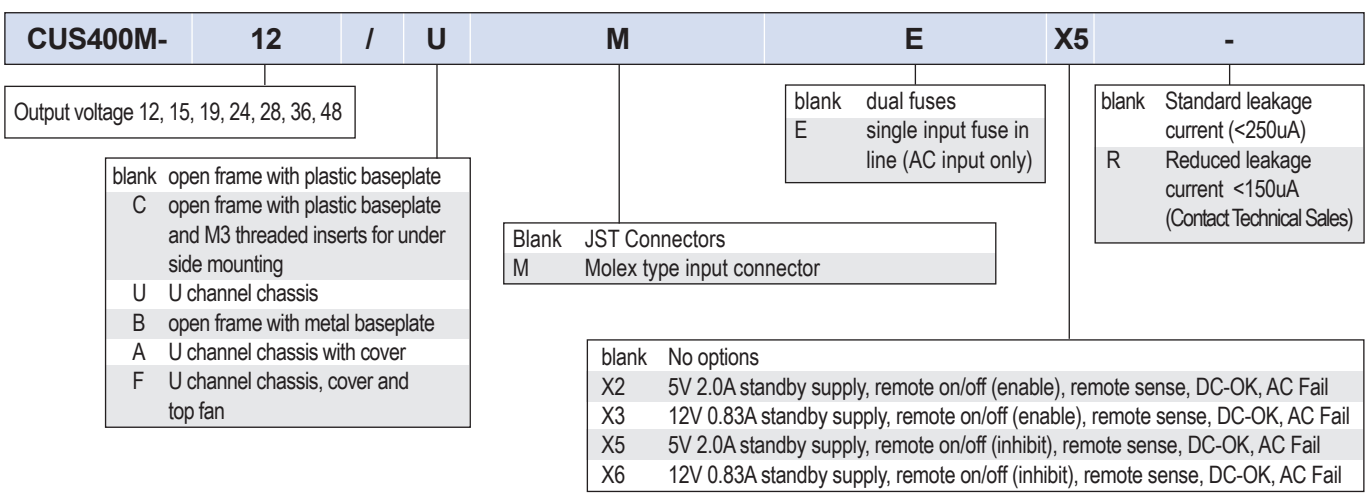 CUS400M- 12 / U M E X5 -
Output voltage 12, 15, 19, 24, 28, 36, 48
blank open frame with plastic baseplate
C open frame with plastic baseplate
and M3 threaded inserts for under
side mounting
U U channel chassis
B open frame with metal baseplate
A U channel chassis with cover
F U channel chassis, cover and
top fan
Blank JST Connectors
M Molex type input connector
blank dual fuses
E single input fuse in
line (AC input only)
blank No options
X2 5V 2.0A standby supply, remote on/off (enable), remote sense, DC-OK, AC Fail
X3 12V 0.83A standby supply, remote on/off (enable), remote sense, DC-OK, AC Fail
X5 5V 2.0A standby supply, remote on/off (inhibit), remote sense, DC-OK, AC Fail
X6 12V 0.83A standby supply, remote on/off (inhibit), remote sense, DC-OK, AC Fail
blank Standard leakage
current (<250uA)
R Reduced leakage
current <150uA
(Contact Technical Sales)